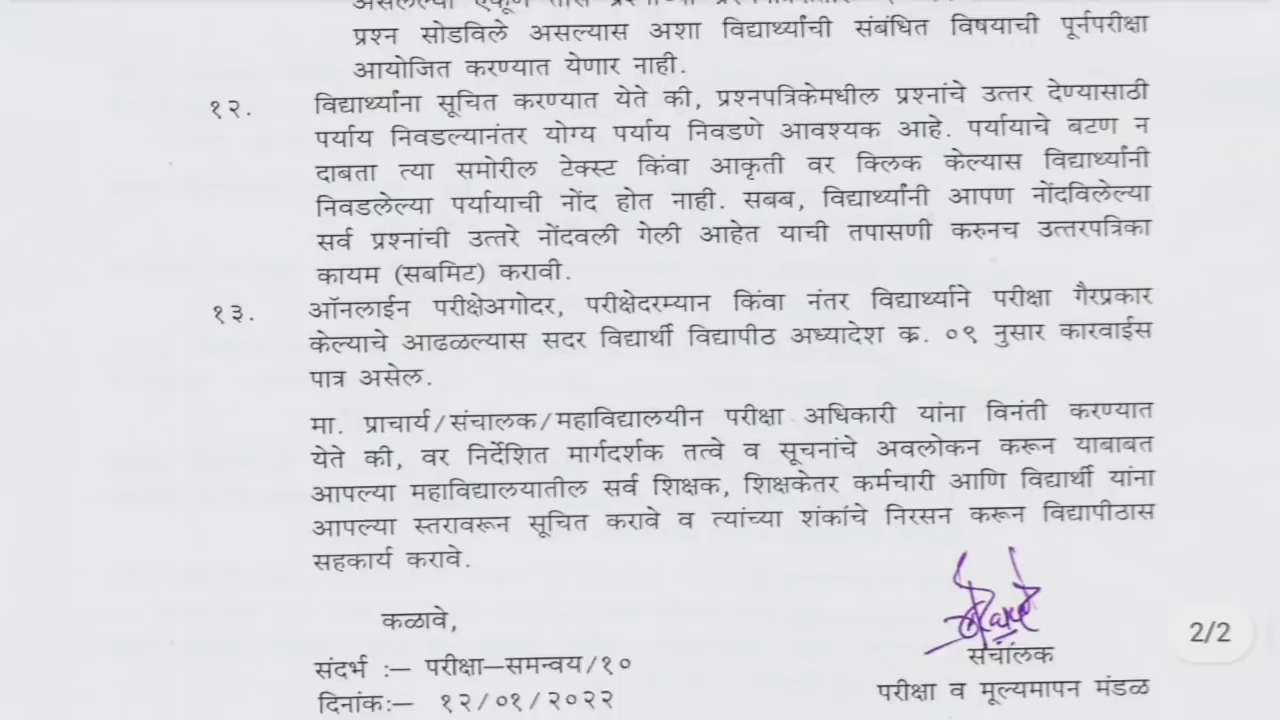 प्रश्न सोडविले असल्यास अशा विद्यार्थ्यांची संबंधित विषयाची पूर्नपरीक्षा
आयोजित करण्यात येणार नाही.
१२. विद्यार्थ्यांना सूचित करण्यात येते की, प्रश्नपत्रिकेमधील प्रश्नांचे उत्तर देण्यासाठी
पर्याय निवडल्यानंतर योग्य पर्याय निवडणे आवश्यक आहे. पर्यायाचे बटण न
दाबता त्या समोरील टेक्स्ट किंवा आकृती वर क्लिक केल्यास विद्यार्थ्यांनी
निवडलेल्या पर्यायाची नोंद होत नाही. सबब, विद्यार्थ्यांनी आपण नोंदविलेल्या
सर्व प्रश्नांची उत्तरे नोंदवली गेली आहेत याची तपासणी करुनच उत्तरपत्रिका
कायम (सबमिट) करावी.
१३. ऑनलाईन परीक्षेअगोदर, परीक्षेदरम्यान किंवा नंतर विद्यार्थ्याने परीक्षा गैरप्रकार
केल्याचे आढळल्यास सदर विद्यार्थी विद्यापीठ अध्यादेश क्र. ०९ नुसार कारवाईस
पात्र असेल.
मा. प्राचार्य/संचालक/महाविद्यालयीन परीक्षा अधिकारी यांना विनंती करण्यात
येते की, वर निर्देशित मार्गदर्शक तत्वे व सूचनांचे अवलोकन करून याबाबत
आपल्या महाविद्यालयातील सर्व शिक्षक, शिक्षकेतर कर्मचारी आणि विद्यार्थी यांना
आपल्या स्तरावरून सूचित करावे व त्यांच्या शंकांचे निरसन करून विद्यापीठास
सहकार्य करावे.
कळावे,
2/2
संचालक
संदर्भ :— परीक्षा—समन्वय/१०
परीक्षा व मूल्यमापन मंडळ
दिनांक:— १२/०१/२०२२